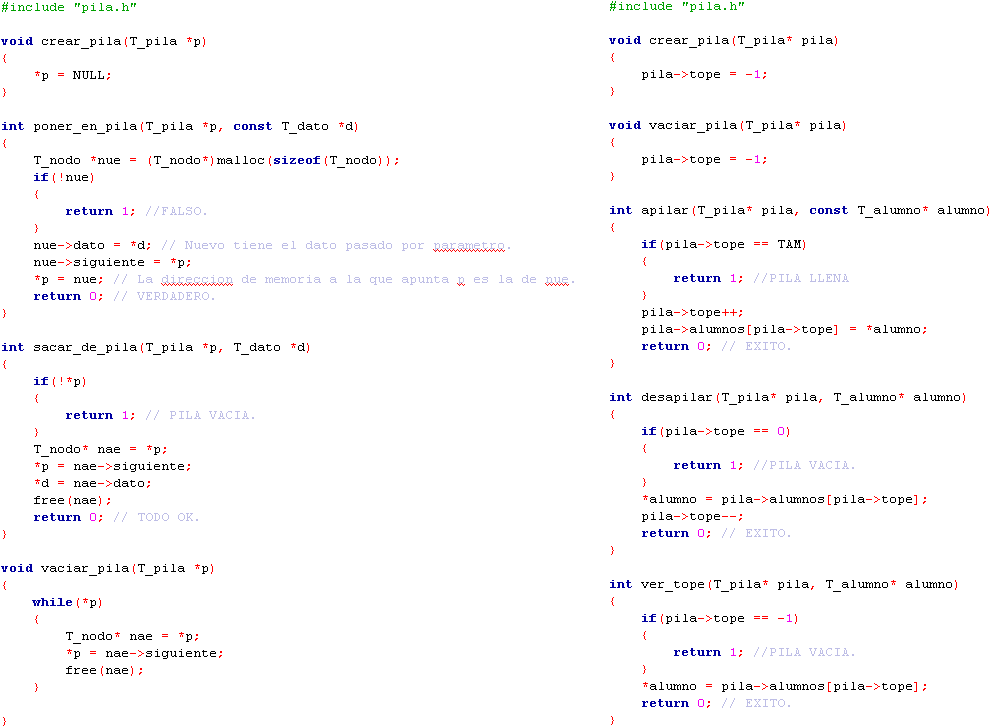 #include "pila.h"
void crear_pila(T_pila *p)
{
*p = NULL;
}
int poner_en_pila(T_pila *p, const T_dato *d)
{
T_nodo *nue = (T_nodo*)malloc(sizeof(T_nodo));
if(!nue)
{
return 1; //FALSO.
}
nue->dato = *d; // Nuevo tiene el dato pasado por parametro.
nue->siguiente = *p;
*p = nue; // La direccion de memoria a la que apunta p es la de nue.
return 0; // VERDADERO.
}
int sacar_de_pila(T_pila *p, T_dato *d)
{
if(!*p)
{
return 1; // PILA VACIA.
}
T_nodo* nae = *p;
*p = nae->siguiente;
*d = nae->dato;
free(nae);
return 0; // TODO OK.
}
void vaciar_pila(T_pila *p)
{
while(*p)
{
T_nodo* nae = *p;
*p = nae->siguiente;
free(nae);
}
}
#include "pila.h"
void crear_pila(T_pila* pila)
{
pila->tope = -1;
}
void vaciar_pila(T_pila* pila)
{
pila->tope = -1;
}
int apilar(T_pila* pila, const T_alumno* alumno)
{
if(pila->tope == TAM)
{
return 1; //PILA LLENA
}
pila->tope++;
pila->alumnos[pila->tope] = *alumno;
return 0; // EXITO.
}
int desapilar(T_pila* pila, T_alumno* alumno)
{
if(pila->tope == 0)
{
return 1; //PILA VACIA.
}
*alumno = pila->alumnos[pila->tope];
pila->tope--;
return 0; // EXITO.
}
int ver_tope(T_pila* pila, T_alumno* alumno)
{
if(pila->tope == -1)
{
return 1; //PILA VACIA.
}
*alumno = pila->alumnos[pila->tope];
return 0; // EXITO.
}